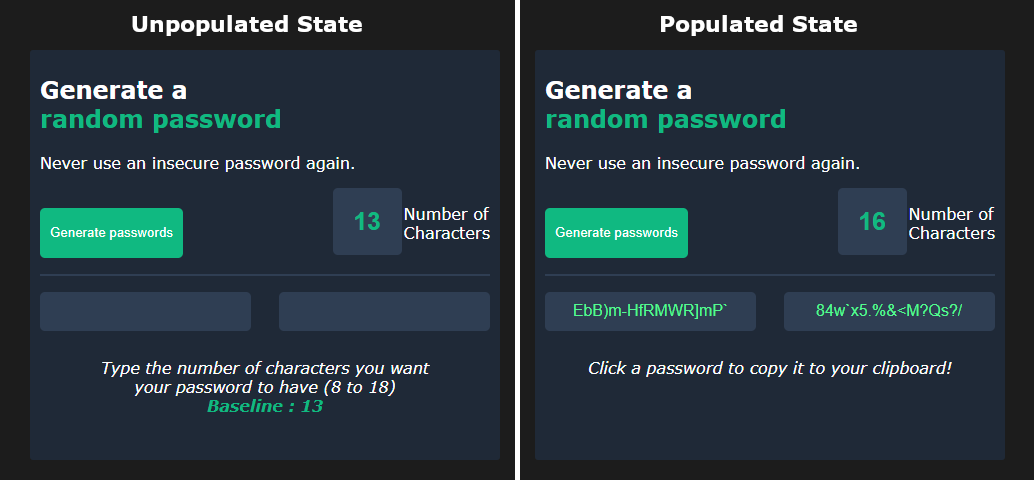 Unpopulated State
Generate a
random password
Never use an insecure password again.
Generate passwords
13
Number of
Characters
Type the number of characters you want
your password to have (8 to 18)
Baseline : 13
Populated State
Generate a
random password
Never use an insecure password again.
Generate passwords
16
Number of
Characters
EbB)m-HfRMWR]mP`
84w`x5.%&<M?Qs?/
Click a password to copy it to your clipboard!